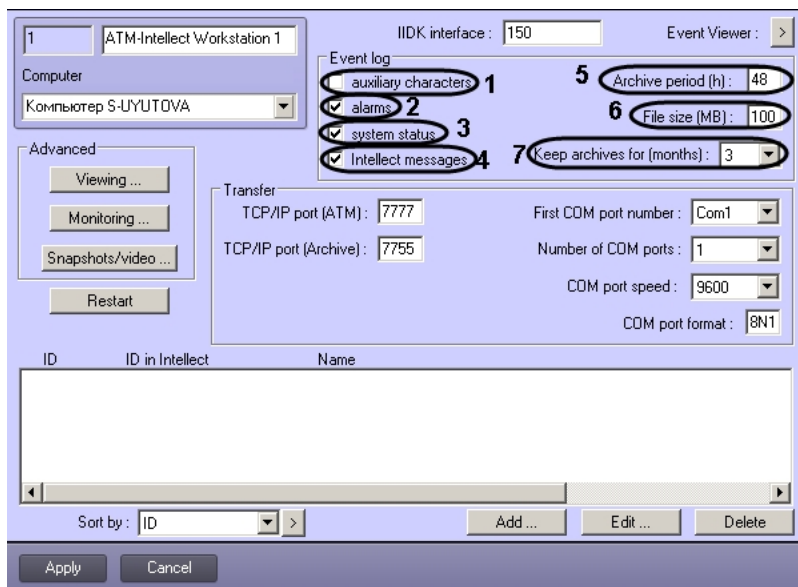 1 ATM-Intellect Workstation 1
Computer
Компьютер S-UYUTOVA
IIDK interface : 150
Event Viewer : >
Event log
auxiliary characters 1
alarms 2
system status 3
Intellect messages 4
5 Archive period (h) : 48
6 File size (MB) : 100
7 Keep archives for (months) : 3
Advanced
Viewing ...
Monitoring ...
Snapshots/video ...
Restart
Transfer
TCP/IP port (ATM) : 7777
TCP/IP port (Archive) : 7755
First COM port number : Com1
Number of COM ports : 1
COM port speed : 9600
COM port format : 8N1
ID ID in Intellect Name
Sort by : ID >
Add ... Edit ... Delete
Apply Cancel